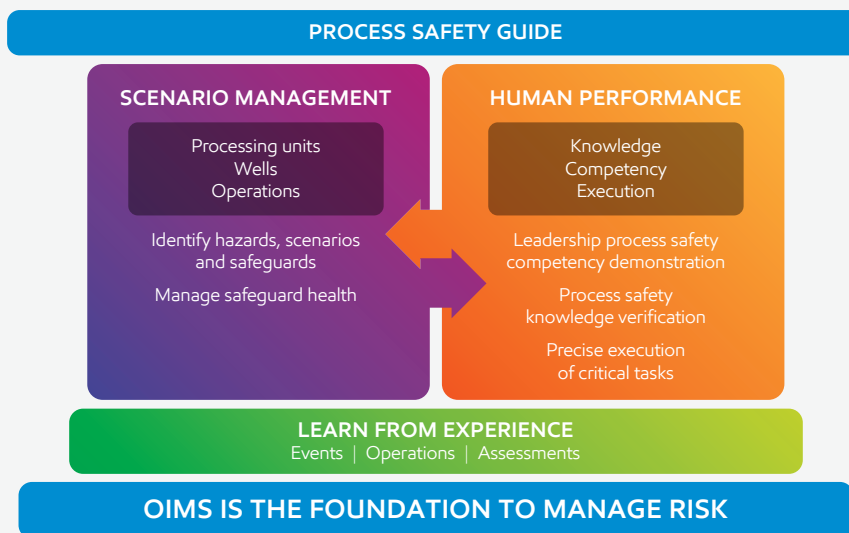 PROCESS SAFETY GUIDE
SCENARIO MANAGEMENT
Processing units
Wells
Operations
Identify hazards, scenarios
and safeguards
Manage safeguard health
HUMAN PERFORMANCE
Knowledge
Competency
Execution
Leadership process safety
competency demonstration
Process safety
knowledge verification
Precise execution
of critical tasks
LEARN FROM EXPERIENCE
Events | Operations | Assessments
OIMS IS THE FOUNDATION TO MANAGE RISK